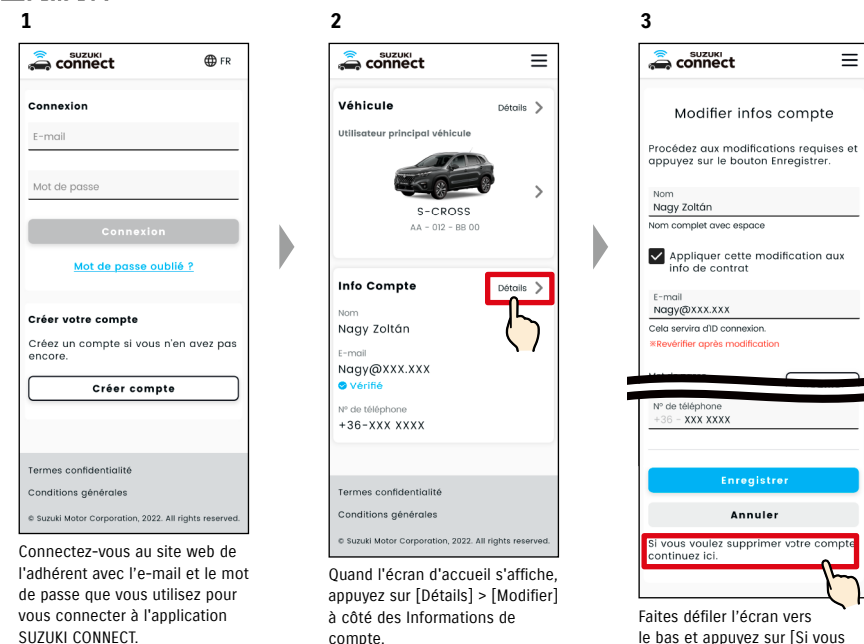 1
SUZUKI
connect
FR
Connexion
E-mail
Mot de passe
Connexion
Mot de passe oublié ?
Créer votre compte
Créez un compte si vous n'en avez pas
encore.
Créer compte
Termes confidentialité
Conditions générales
© Suzuki Motor Corporation, 2022. All rights reserved.
Connectez-vous au site web de
l'adhérent avec l’e-mail et le mot
de passe que vous utilisez pour
vous connecter à l'application
SUZUKI CONNECT.
2
SUZUKI
connect
Véhicule
Détails
Utilisateur principal véhicule
S-CROSS
AA - 012 - BB 00
Info Compte
Détails
Nom
Nagy Zoltán
E-mail
Nagy@XXX.XXX
Vérifié
N° de téléphone
+36-XXX XXXX
Termes confidentialité
Conditions générales
© Suzuki Motor Corporation, 2022. All rights reserved.
Quand l'écran d'accueil s'affiche,
appuyez sur [Détails] > [Modifier]
à côté des Informations de
compte.
3
SUZUKI
connect
Modifier infos compte
Procédez aux modifications requises et
appuyez sur le bouton Enregistrer.
Nom
Nagy Zoltán
Nom complet avec espace
Appliquer cette modification aux
info de contrat
E-mail
Nagy@XXX.XXX
Cela servira d'ID connexion.
※Revérifier après modification
N° de téléphone
+36 - XXX XXXX
Enregistrer
Annuler
Si vous voulez supprimer votre compte
continuez ici.
Faites défiler l’écran vers
le bas et appuyez sur [Si vous